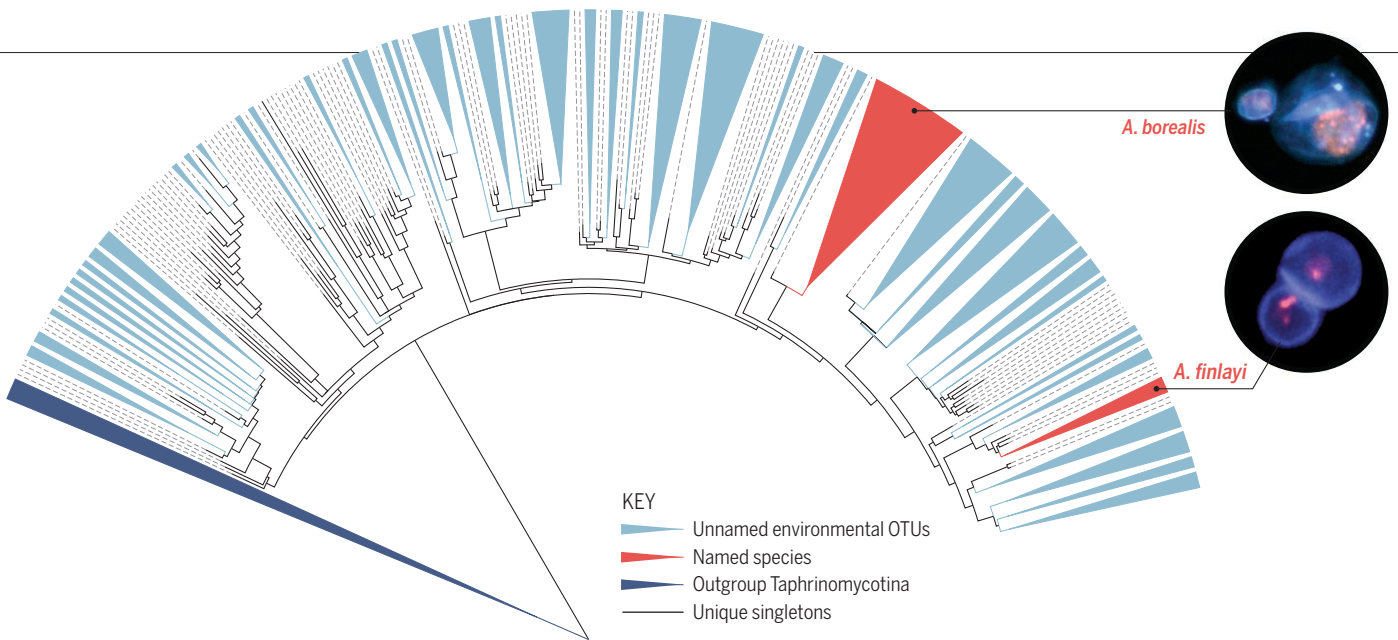 A. borealis
A. finlayi
KEY
Unnamed environmental OTUs
Named species
Outgroup Taphrinomycotina
Unique singletons